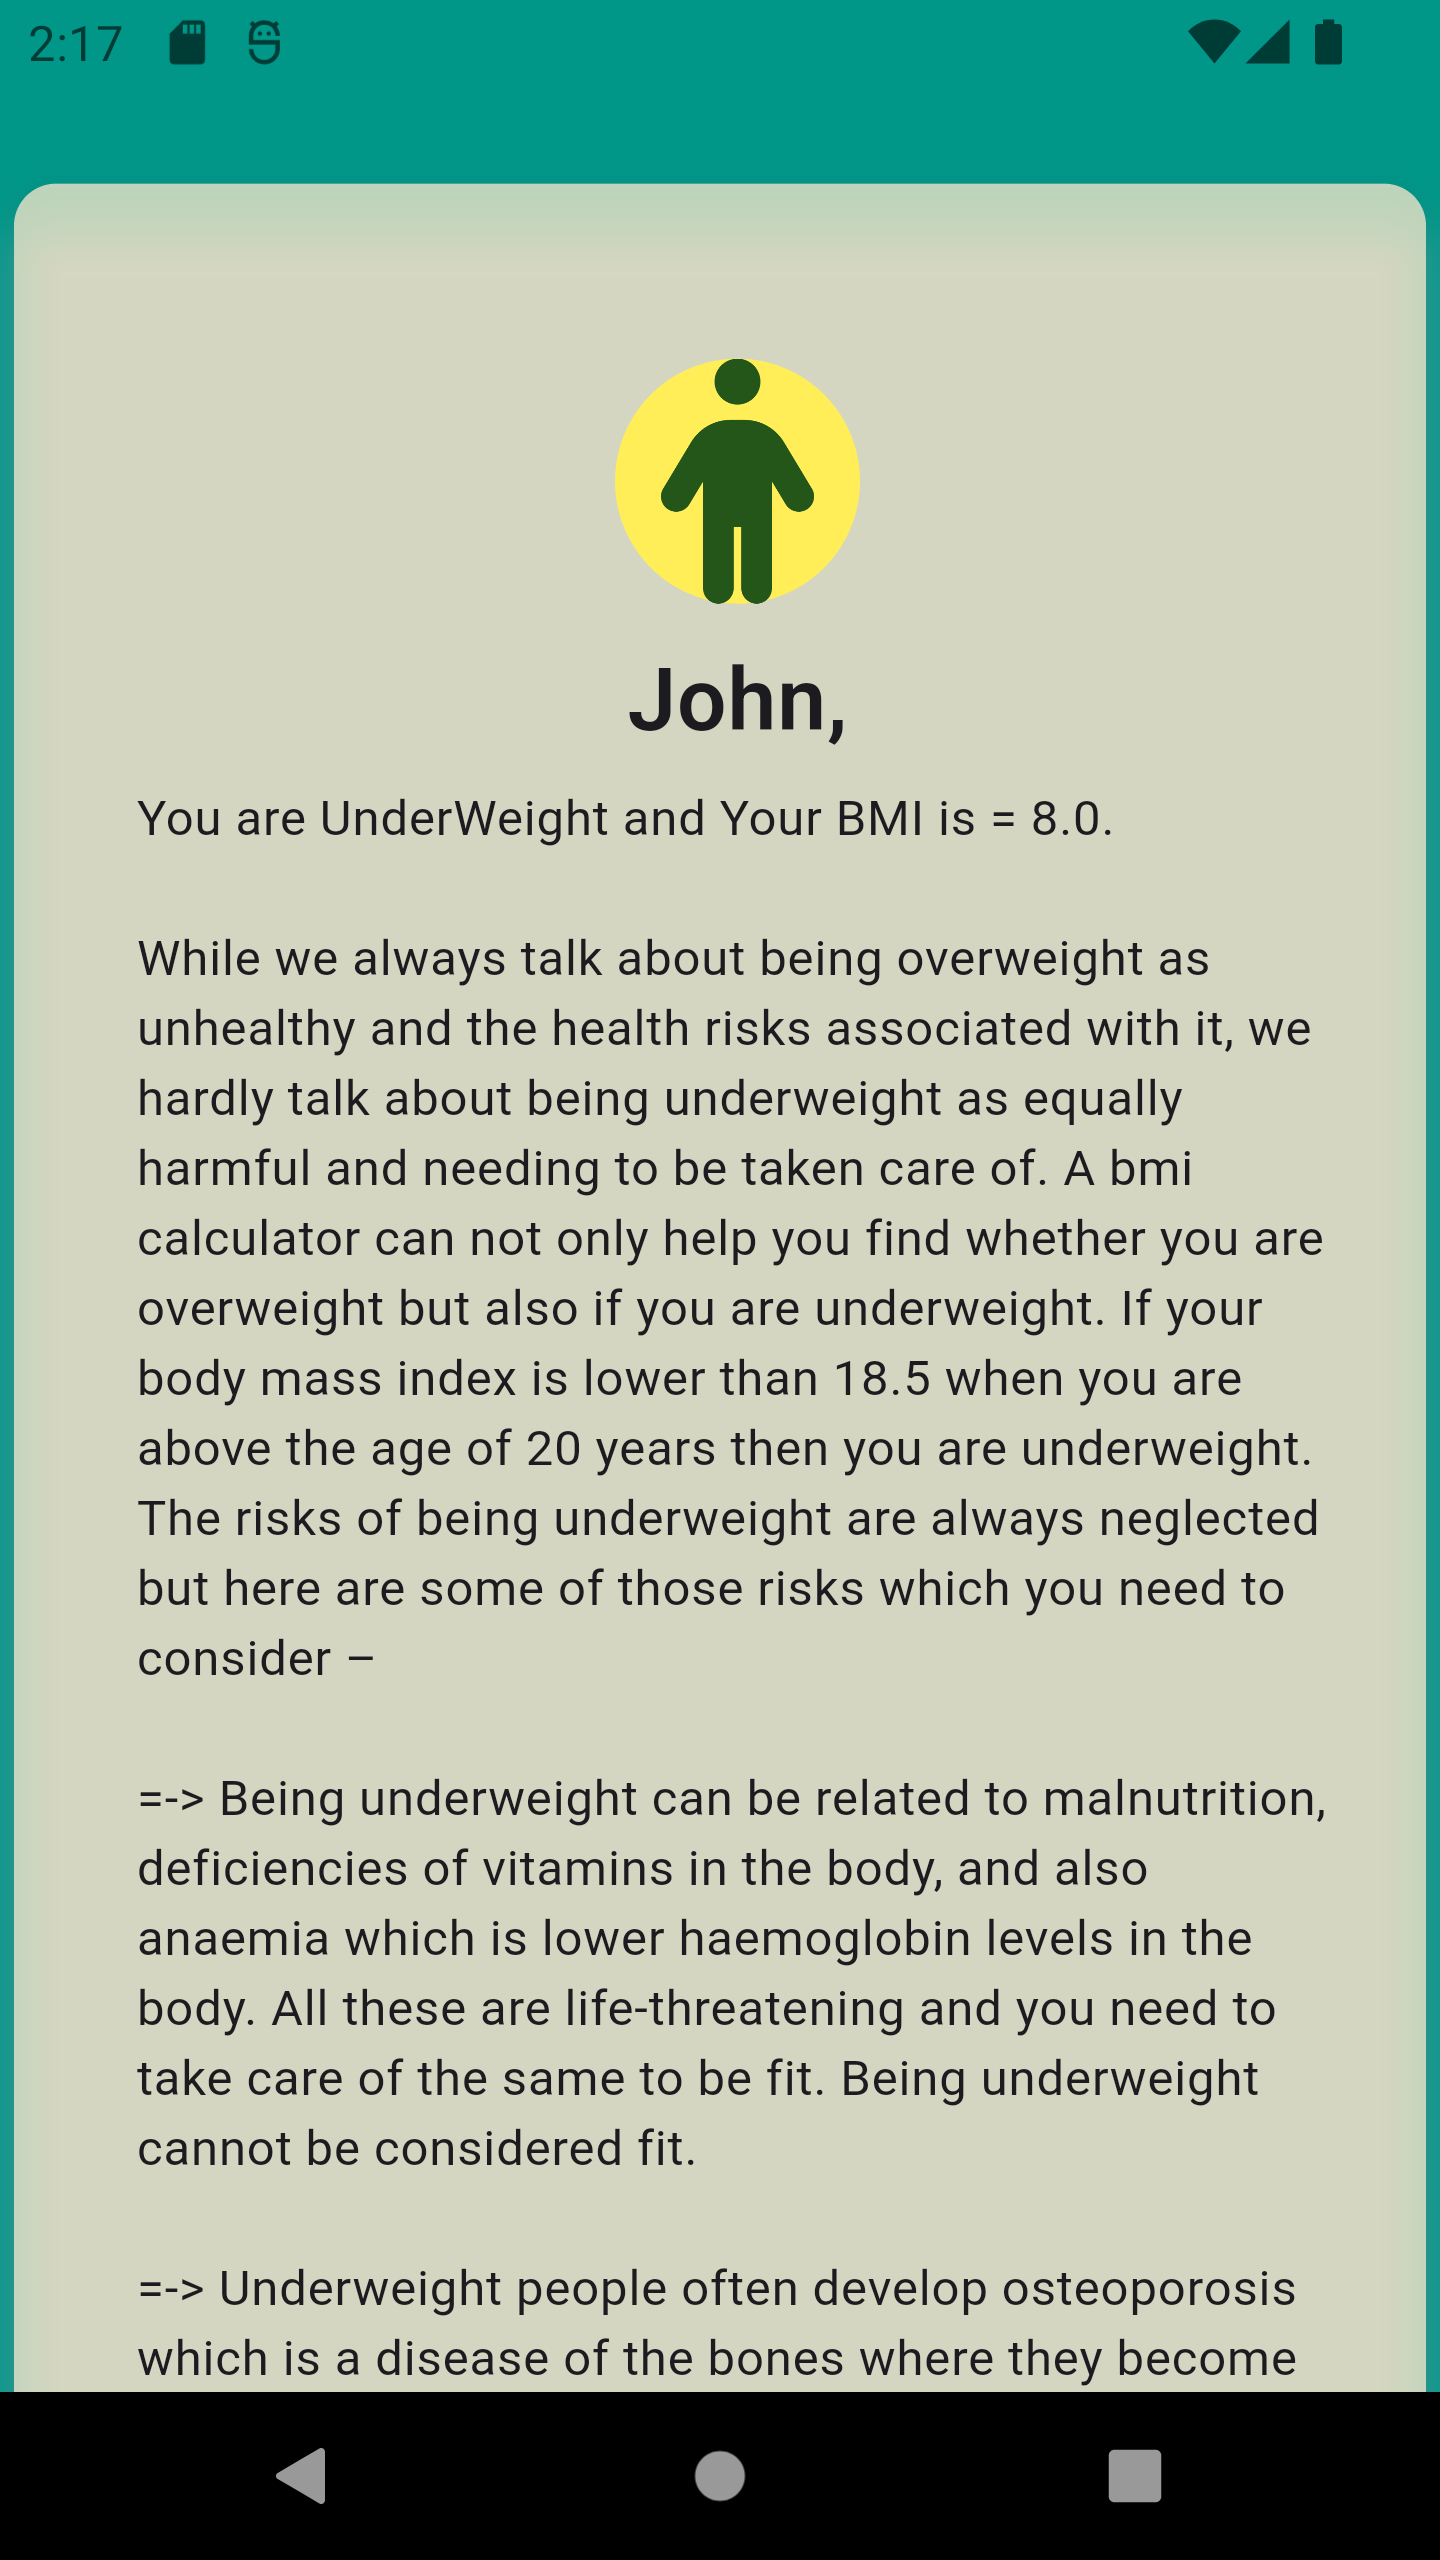 2:17
John,
You are UnderWeight and Your BMI is = 8.0.
While we always talk about being overweight as
unhealthy and the health risks associated with it, we
hardly talk about being underweight as equally
harmful and needing to be taken care of. A bmi
calculator can not only help you find whether you are
overweight but also if you are underweight. If your
body mass index is lower than 18.5 when you are
above the age of 20 years then you are underweight.
The risks of being underweight are always neglected
but here are some of those risks which you need to
consider –
=-> Being underweight can be related to malnutrition,
deficiencies of vitamins in the body, and also
anaemia which is lower haemoglobin levels in the
body. All these are life-threatening and you need to
take care of the same to be fit. Being underweight
cannot be considered fit.
=-> Underweight people often develop osteoporosis
which is a disease of the bones where they become